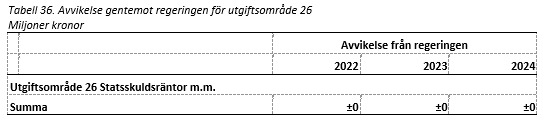 Tabell 36. Avvikelse gentemot regeringen för utgiftsområde 26
Miljoner kronor
Avvikelse från regeringen
2022 2023 2024
Utgiftsområde 26 Statsskuldsräntor m.m.
Summa ±0 ±0 ±0